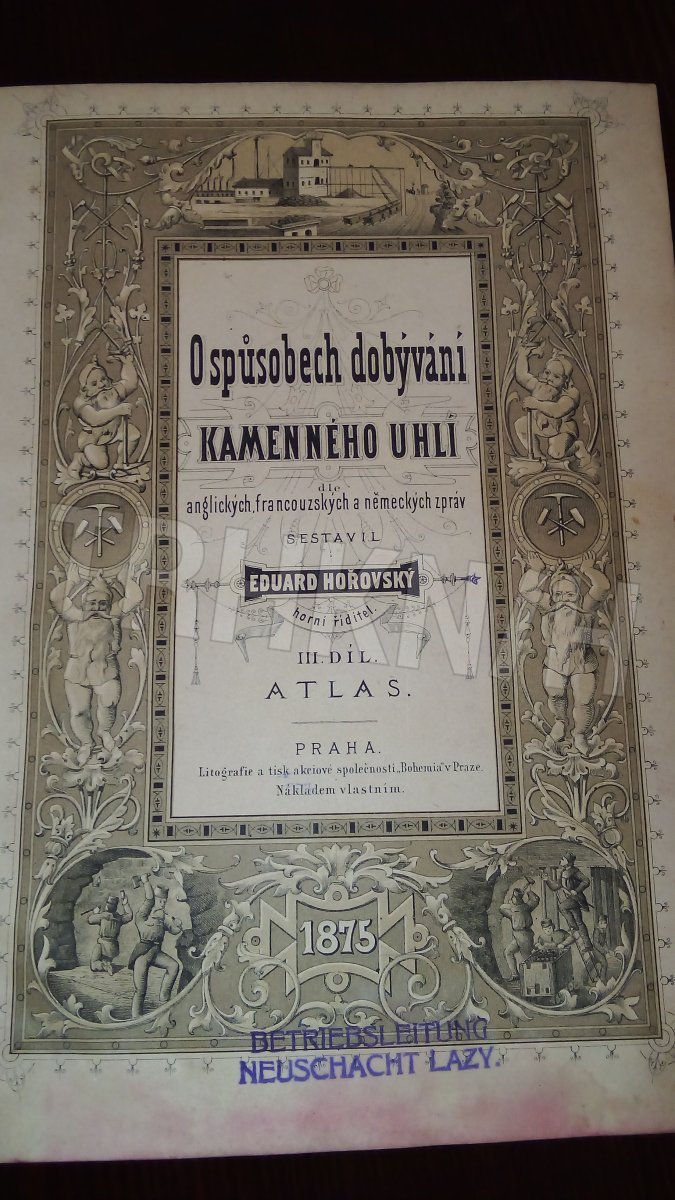 O spůsobech dobývání
KAMENNÉHO UHLÍ
dle
anglických, francouzských a německých zpráv
SESTAVIL
EDUARD HOŘOVSKÝ
horní řiditel.
III. DÍL.
ATLAS.
PRAHA.
Litografie a tisk akciové společnosti „Bohemia“ v Praze.
Nákladem vlastním.
1875
BETRIEBSLEITUNG
NEUSCHACHT LAZY.